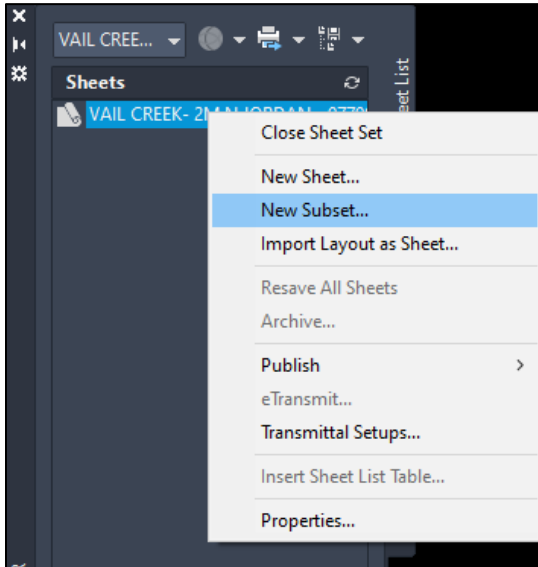 VAIL CREE...
Sheets
VAIL CREEK- 2M N JORDAN
Close Sheet Set
New Sheet...
New Subset...
Import Layout as Sheet...
Resave All Sheets
Archive...
Publish
eTransmit...
Transmittal Setups...
Insert Sheet List Table...
Properties...
eet List